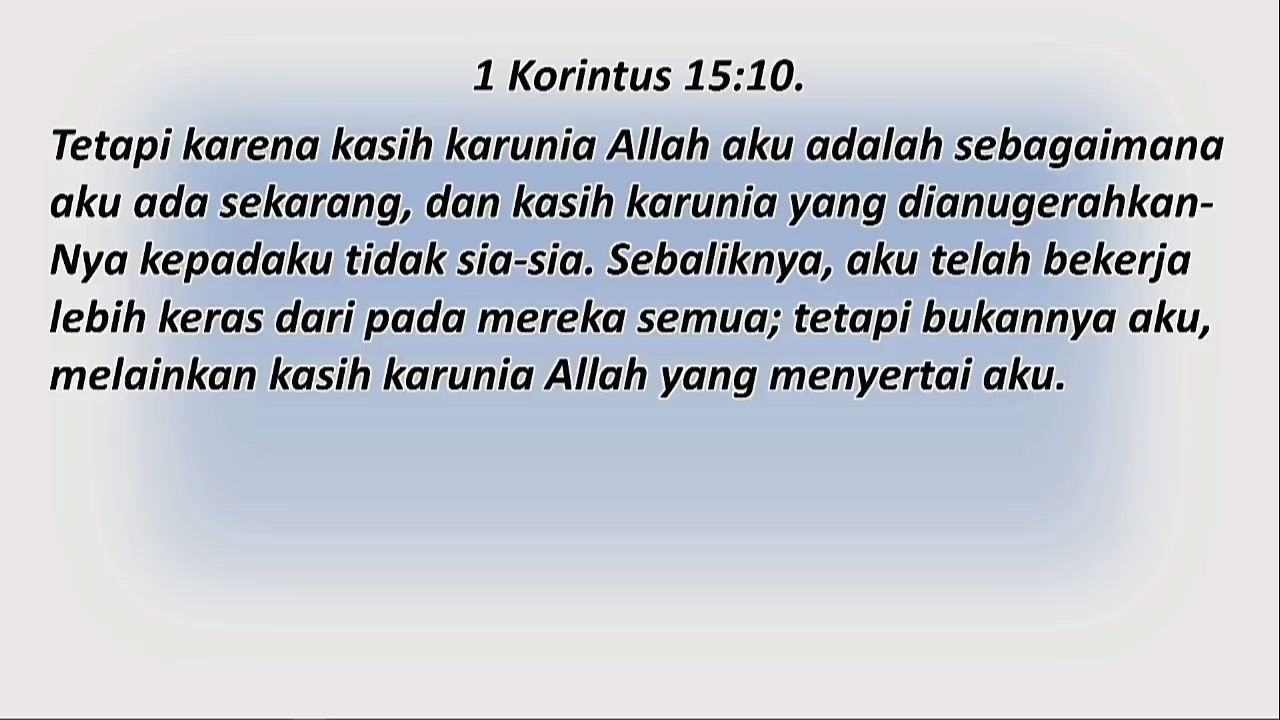 1 Korintus 15:10.
Tetapi karena kasih karunia Allah aku adalah sebagaimana
aku ada sekarang, dan kasih karunia yang dianugerahkan-
Nya kepadaku tidak sia-sia. Sebaliknya, aku telah bekerja
lebih keras dari pada mereka semua; tetapi bukannya aku,
melainkan kasih karunia Allah yang menyertai aku.